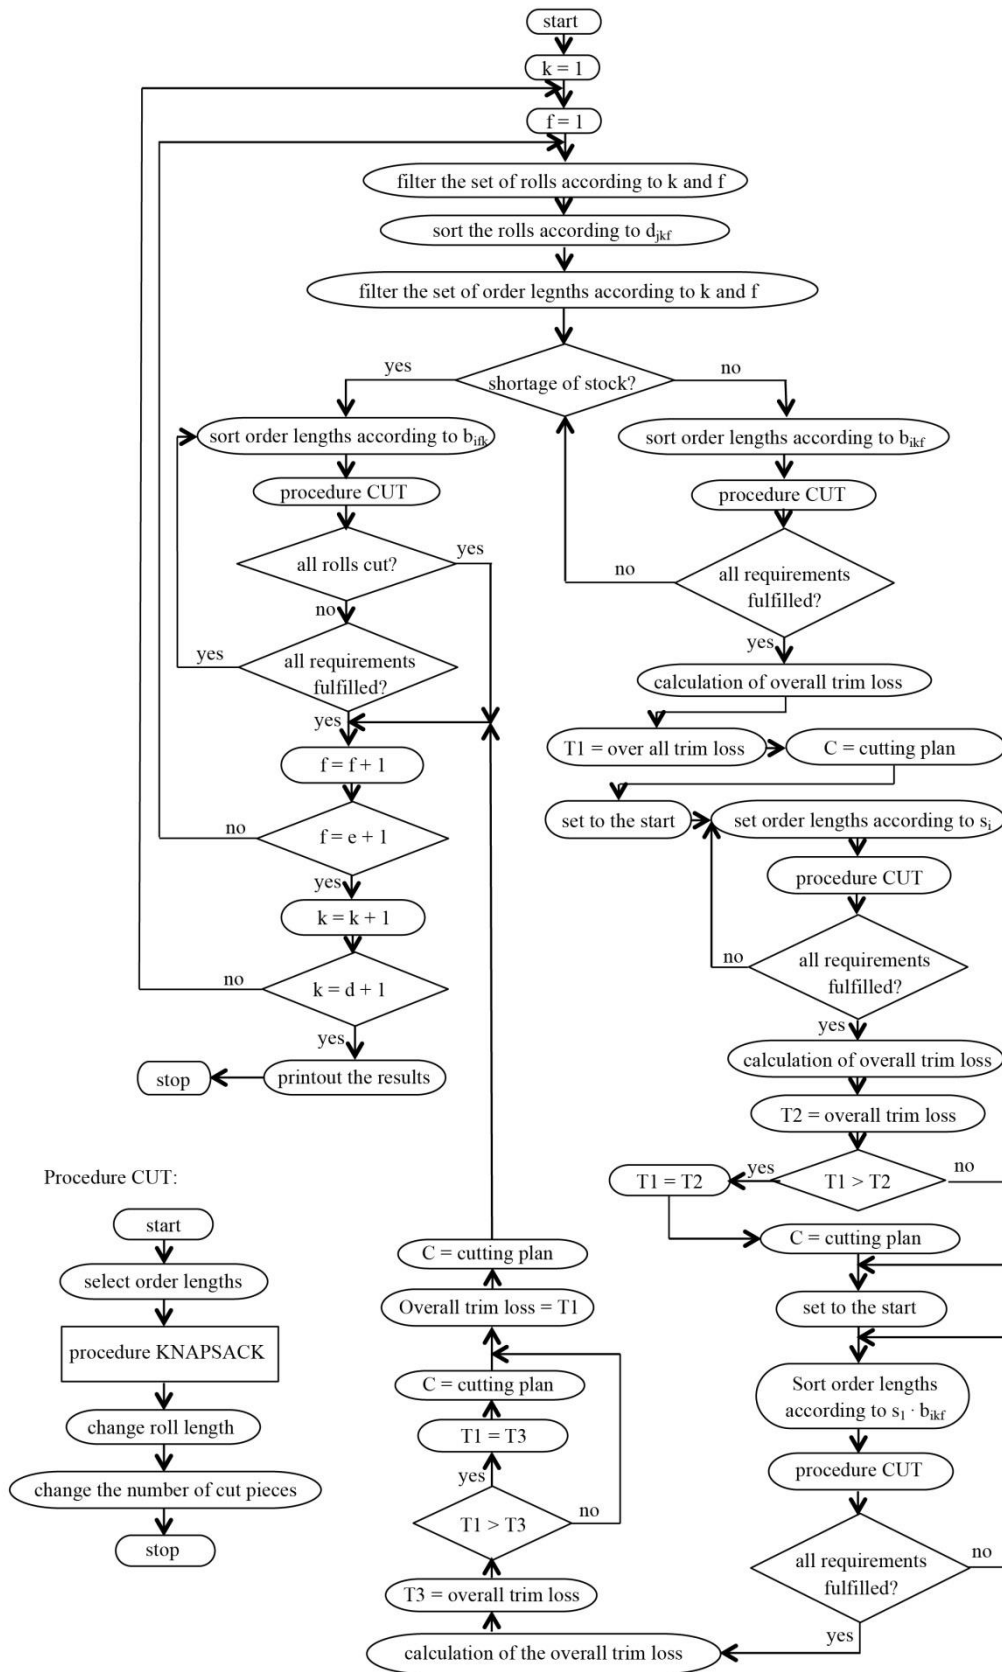 start
k = 1
f = 1
filter the set of rolls according to k and f
sort the rolls according to djkf
filter the set of order legnths according to k and f
shortage of stock?
yes
no
sort order lengths according to bifk
procedure CUT
all rolls cut?
yes
no
all requirements
fulfilled?
yes
yes
f = f + 1
f = e + 1
no
yes
k = k + 1
k = d + 1
no
yes
printout the results
stop
sort order lengths according to bikf
procedure CUT
all requirements
fulfilled?
no
yes
calculation of overall trim loss
T1 = over all trim loss
C = cutting plan
set to the start
set order lengths according to si
procedure CUT
all requirements
fulfilled?
no
yes
calculation of overall trim loss
T2 = overall trim loss
T1 > T2
yes
no
T1 = T2
C = cutting plan
set to the start
Sort order lengths
according to s1 · bikf
procedure CUT
all requirements
fulfilled?
no
yes
calculation of the overall trim loss
T3 = overall trim loss
T1 > T3
no
yes
T1 = T3
C = cutting plan
Overall trim loss = T1
C = cutting plan
Procedure CUT:
start
select order lengths
procedure KNAPSACK
change roll length
change the number of cut pieces
stop